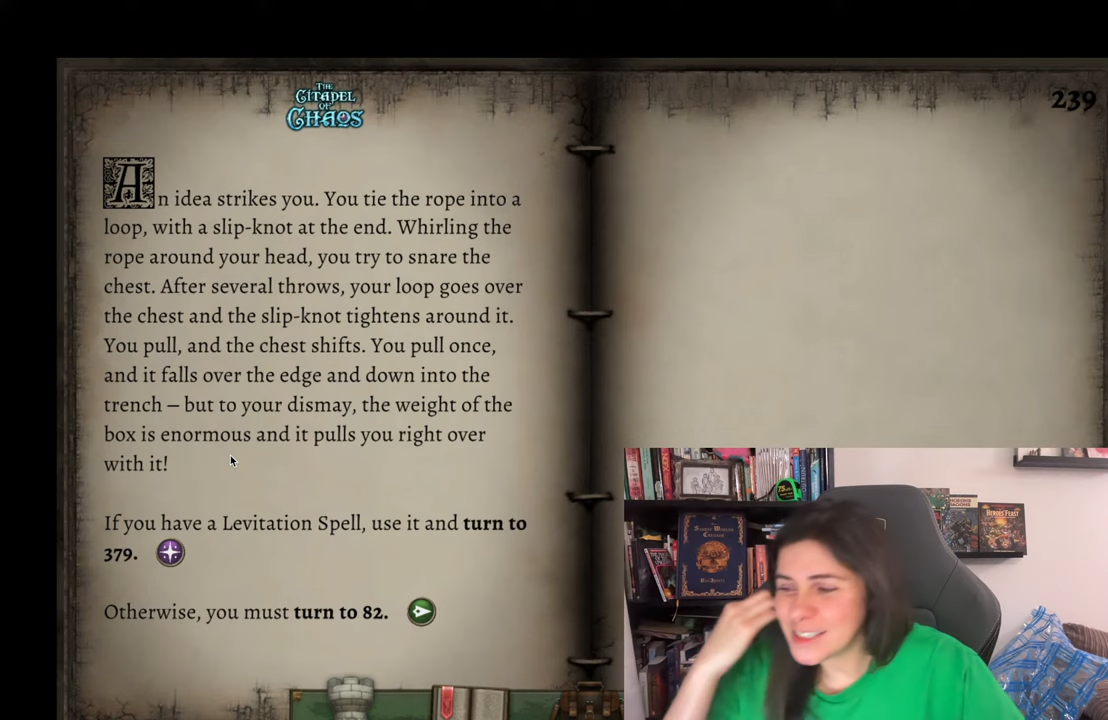 THE
CITADEL
OF
CHAOS
239
An idea strikes you. You tie the rope into a
loop, with a slip-knot at the end. Whirling the
rope around your head, you try to snare the
chest. After several throws, your loop goes over
the chest and the slip-knot tightens around it.
You pull, and the chest shifts. You pull once,
and it falls over the edge and down into the
trench – but to your dismay, the weight of the
box is enormous and it pulls you right over
with it!
If you have a Levitation Spell, use it and turn to
379.
Otherwise, you must turn to 82.
HEROES' FEAST